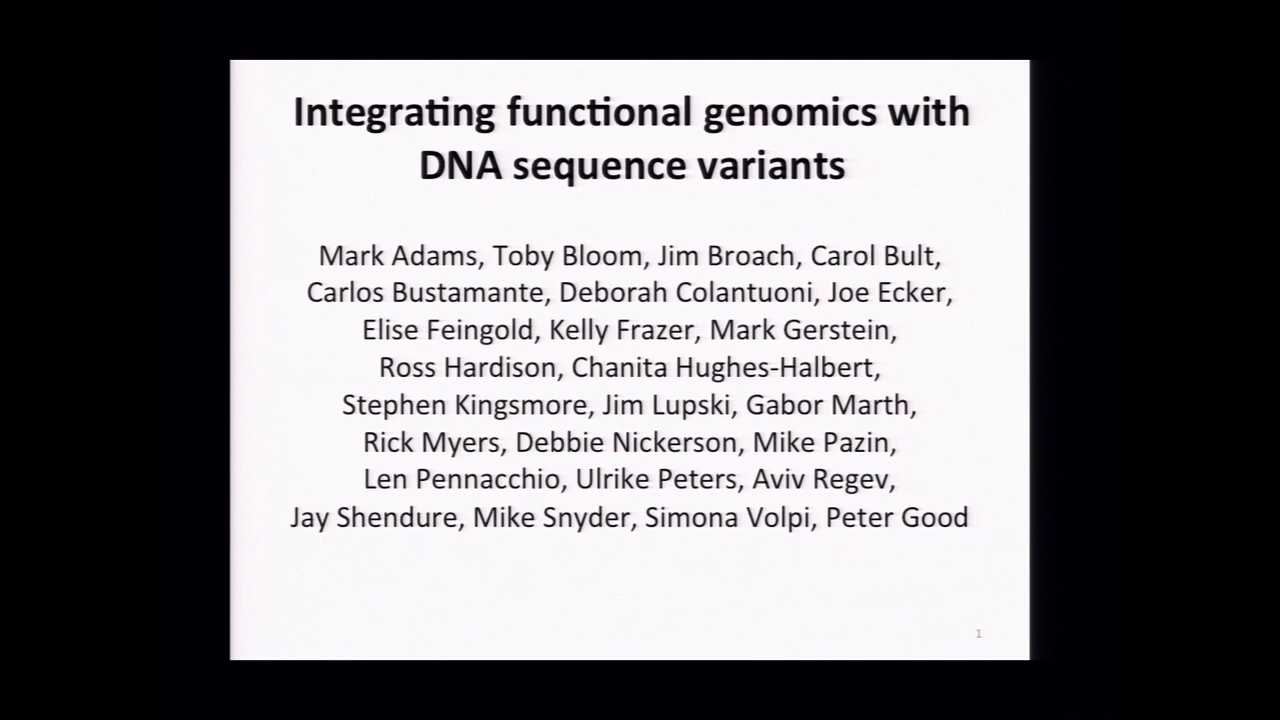 Integrating functional genomics with
DNA sequence variants
Mark Adams, Toby Bloom, Jim Broach, Carol Bult,
Carlos Bustamante, Deborah Colantuoni, Joe Ecker,
Elise Feingold, Kelly Frazer, Mark Gerstein,
Ross Hardison, Chanita Hughes-Halbert,
Stephen Kingsmore, Jim Lupski, Gabor Marth,
Rick Myers, Debbie Nickerson, Mike Pazin,
Len Pennacchio, Ulrike Peters, Aviv Regev,
Jay Shendure, Mike Snyder, Simona Volpi, Peter Good
1